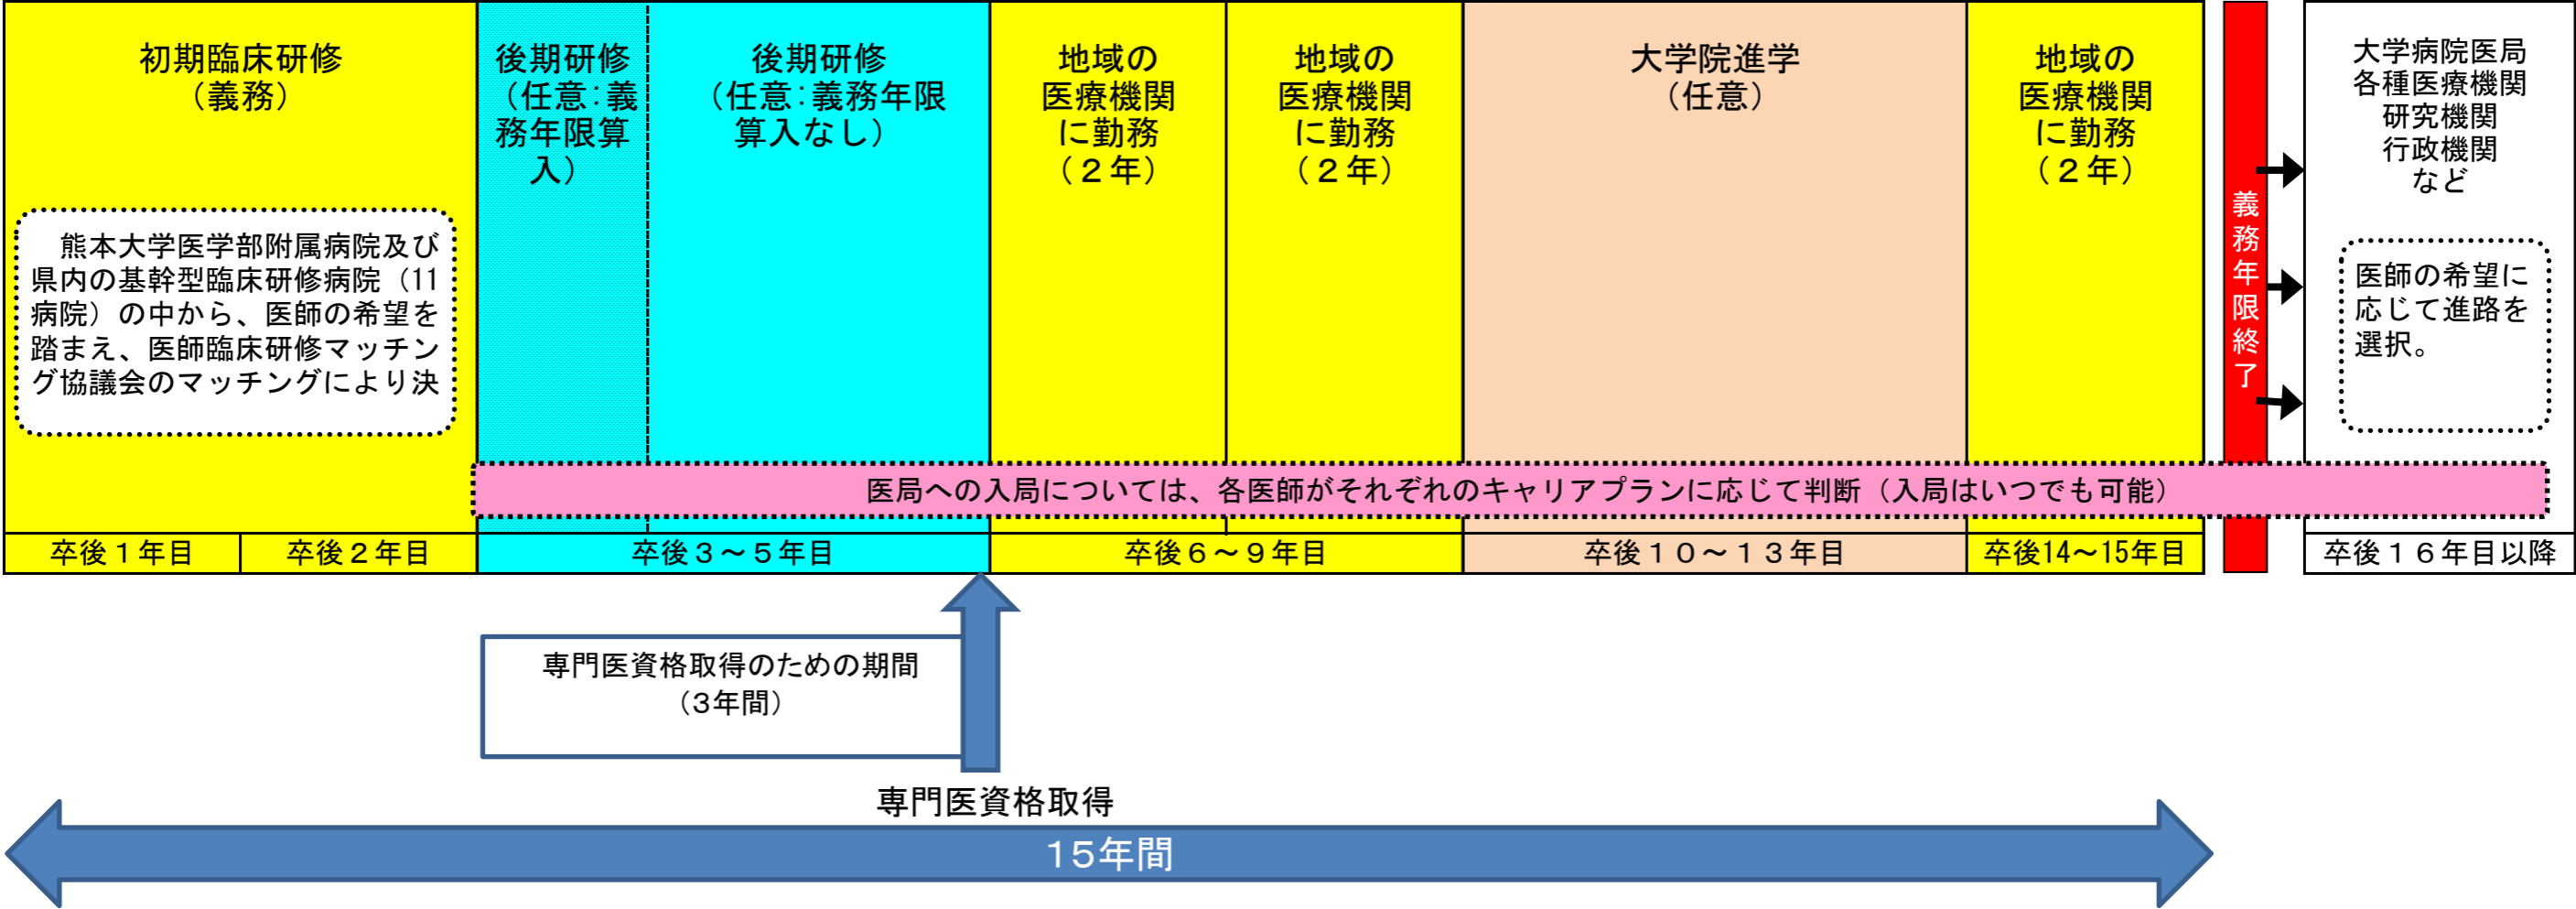 初期臨床研修
（義務）
熊本大学医学部附属病院及び
県内の基幹型臨床研修病院（11
病院）の中から、医師の希望を
踏まえ、医師臨床研修マッチン
グ協議会のマッチングにより決
後期研修
（任意：義
務年限算
入）
後期研修
（任意：義務年限
算入なし）
地域の
医療機関
に勤務
（２年）
地域の
医療機関
に勤務
（２年）
大学院進学
（任意）
地域の
医療機関
に勤務
（２年）
義務年限終了
大学病院医局
各種医療機関
研究機関
行政機関
など
医師の希望に
応じて進路を
選択。
医局への入局については、各医師がそれぞれのキャリアプランに応じて判断（入局はいつでも可能）
卒後１年目
卒後２年目
卒後３～５年目
卒後６～９年目
卒後１０～１３年目
卒後14～15年目
卒後１６年目以降
専門医資格取得のための期間
（3年間）
専門医資格取得
15年間